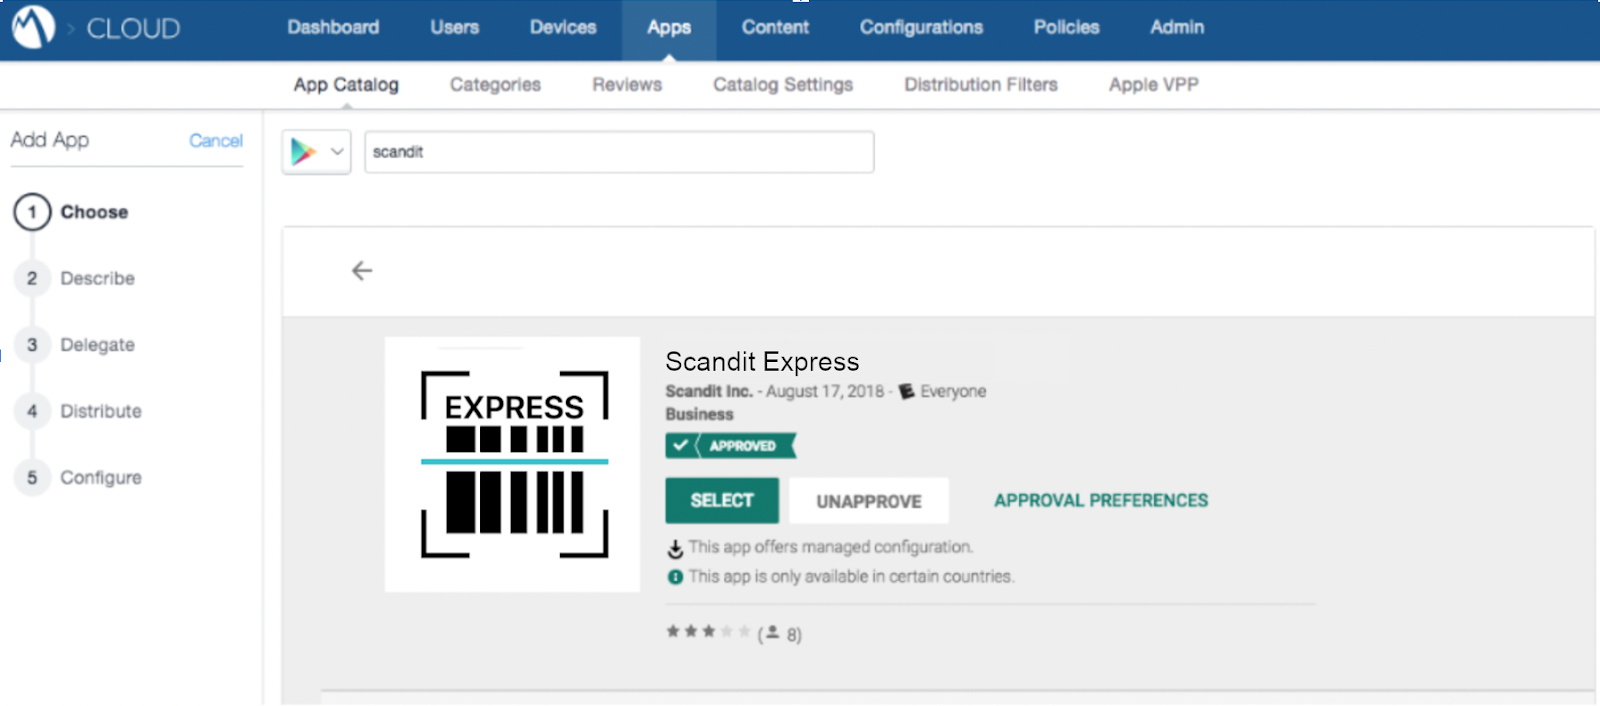 CLOUD Dashboard Users Devices Apps Content Configurations Policies Admin
App Catalog Categories Reviews Catalog Settings Distribution Filters Apple VPP
Add App Cancel
scandit
1 Choose
2 Describe
3 Delegate
4 Distribute
5 Configure
EXPRESS
Scandit Express
Scandit Inc. - August 17, 2018 - E Everyone
Business
APPROVED
SELECT UNAPPROVE APPROVAL PREFERENCES
This app offers managed configuration.
This app is only available in certain countries.
( 8)